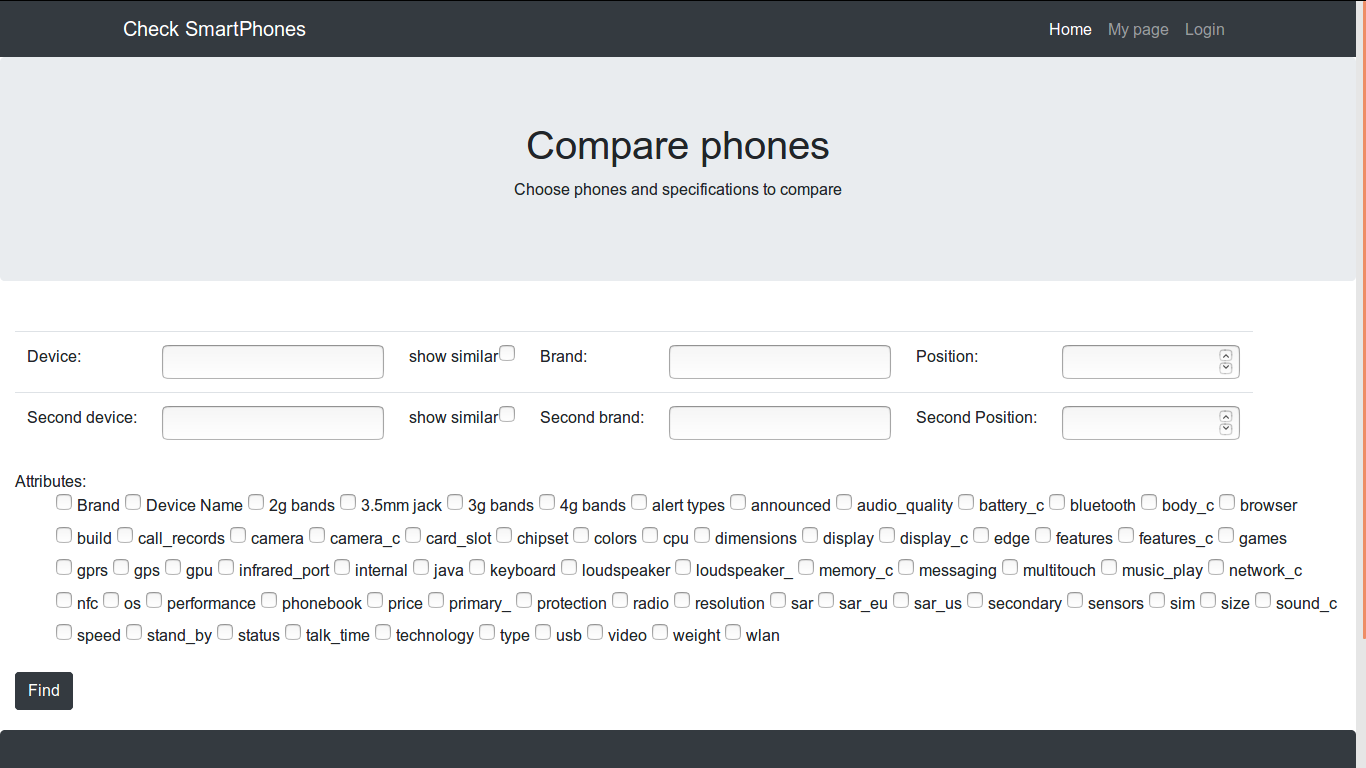 Check SmartPhones Home My page Login
Compare phones
Choose phones and specifications to compare
Device: show similar Brand: Position:
Second device: show similar Second brand: Second Position:
Attributes:
Brand Device Name 2g bands 3.5mm jack 3g bands 4g bands alert types announced audio_quality battery_c bluetooth body_c browser
build call_records camera camera_c card_slot chipset colors cpu dimensions display display_c edge features features_c games
gprs gps gpu infrared_port internal java keyboard loudspeaker loudspeaker_ memory_c messaging multitouch music_play network_c
nfc os performance phonebook price primary_ protection radio resolution sar sar_eu sar_us secondary sensors sim size sound_c
speed stand_by status talk_time technology type usb video weight wlan
Find